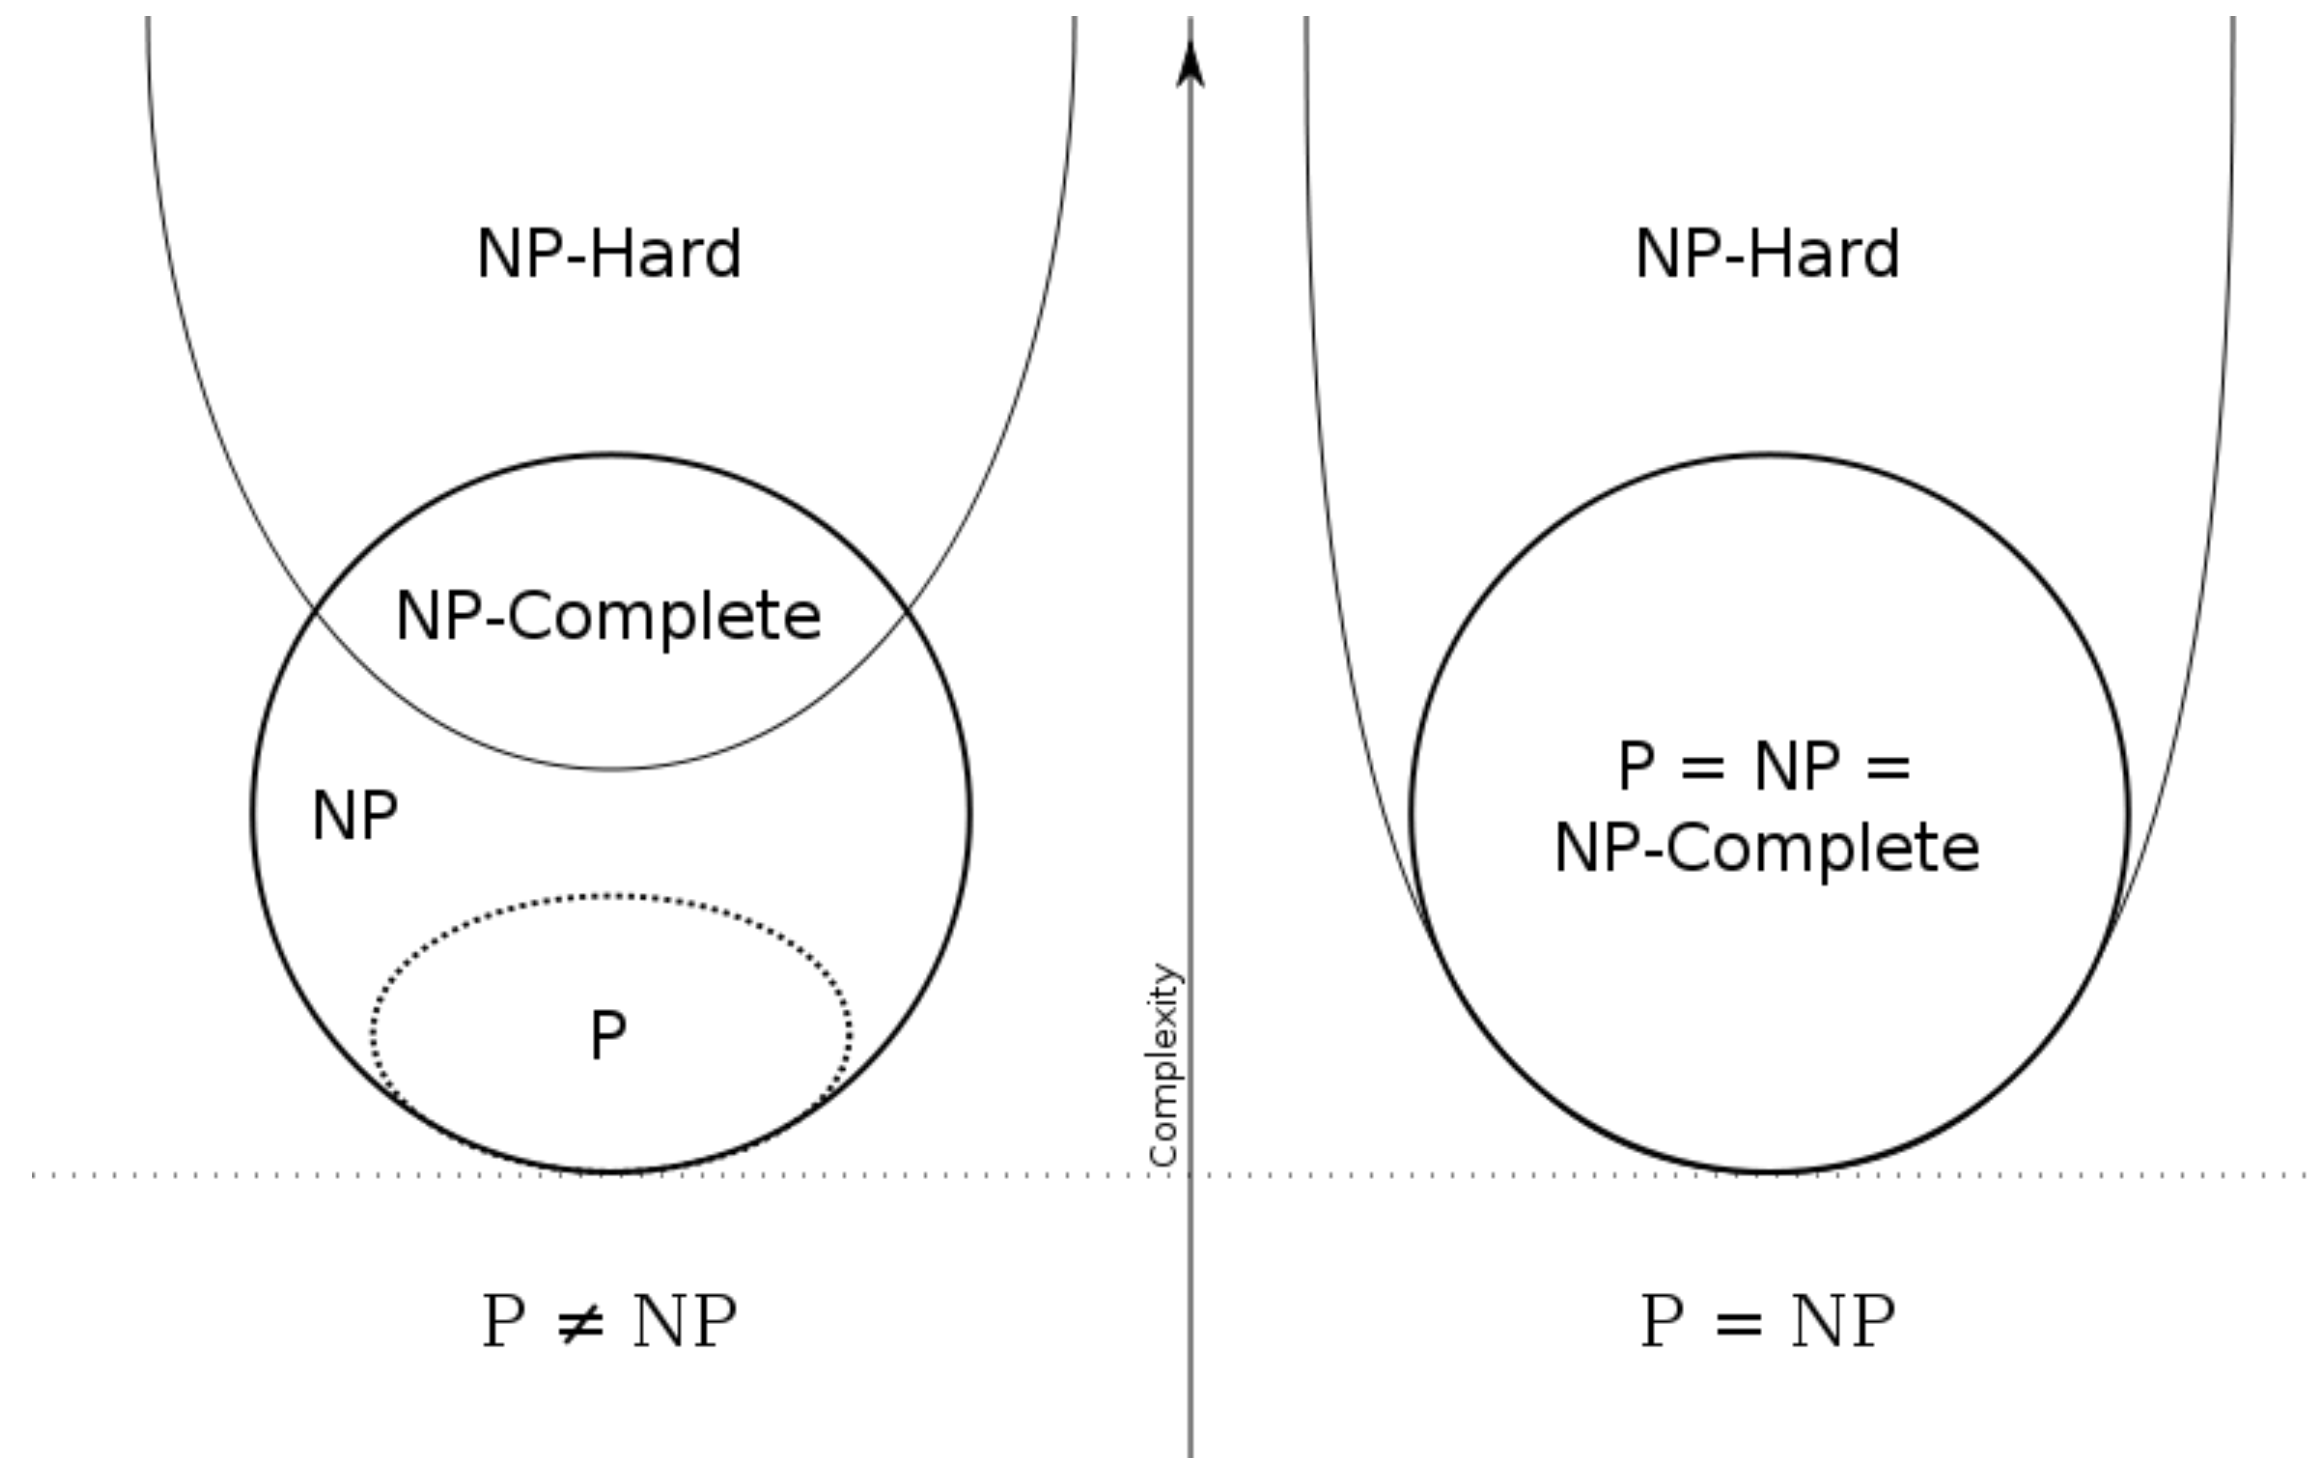 NP-Hard
NP-Complete
NP
P
P ≠ NP
Complexity
NP-Hard
P = NP =
NP-Complete
P = NP